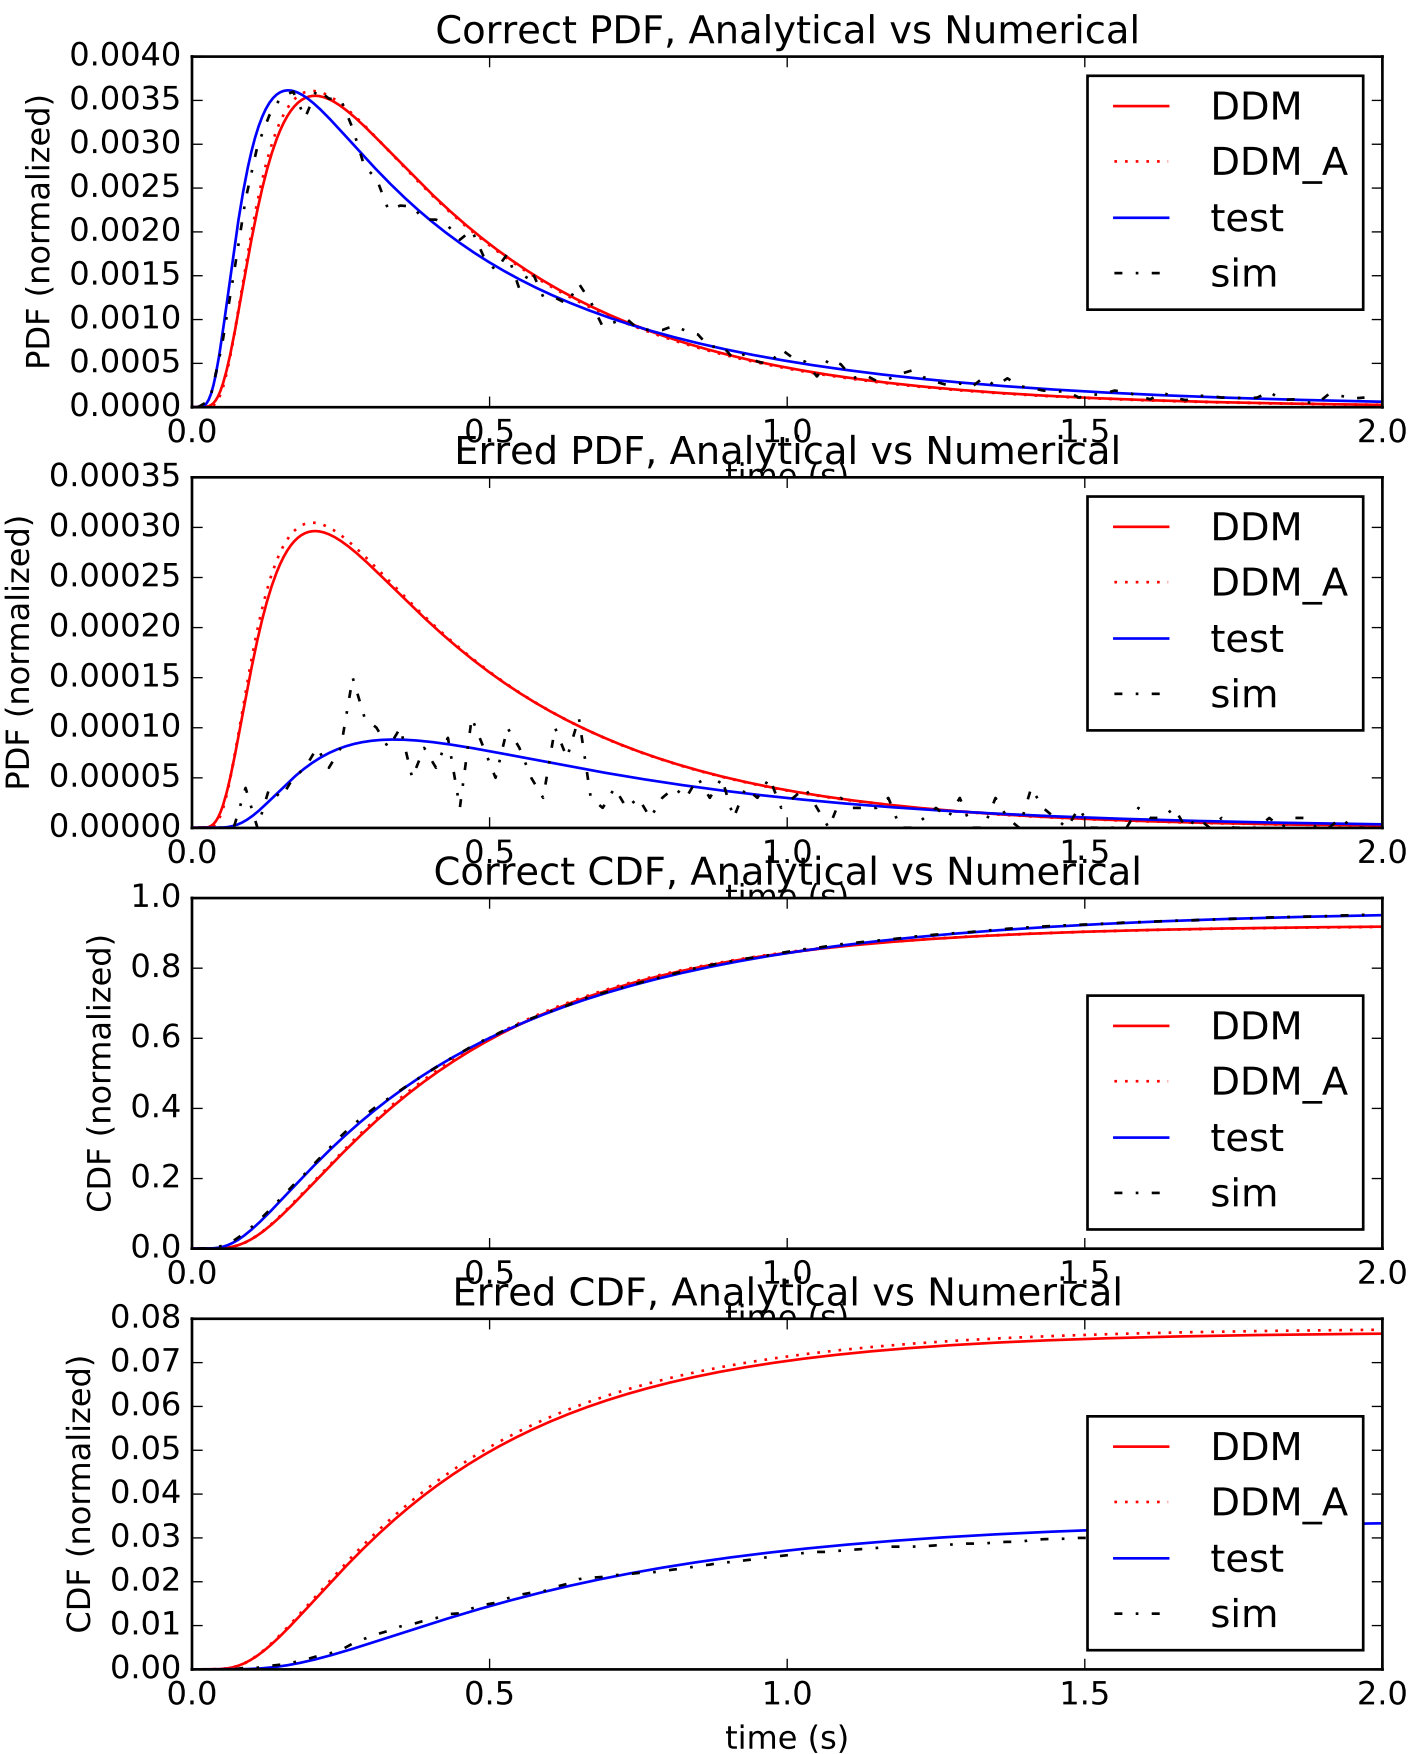 Correct PDF, Analytical vs Numerical
0.0040
0.0035
0.0030
0.0025
0.0020
0.0015
0.0010
0.0005
0.0000
PDF (normalized)
DDM
DDM_A
test
sim
0.0 0.5 1.0 1.5 2.0
time (s)
Erred PDF, Analytical vs Numerical
0.00035
0.00030
0.00025
0.00020
0.00015
0.00010
0.00005
0.00000
PDF (normalized)
DDM
DDM_A
test
sim
0.0 0.5 1.0 1.5 2.0
time (s)
Correct CDF, Analytical vs Numerical
1.0
0.8
0.6
0.4
0.2
0.0
CDF (normalized)
DDM
DDM_A
test
sim
0.0 0.5 1.0 1.5 2.0
time (s)
Erred CDF, Analytical vs Numerical
0.08
0.07
0.06
0.05
0.04
0.03
0.02
0.01
0.00
CDF (normalized)
DDM
DDM_A
test
sim
0.0 0.5 1.0 1.5 2.0
time (s)